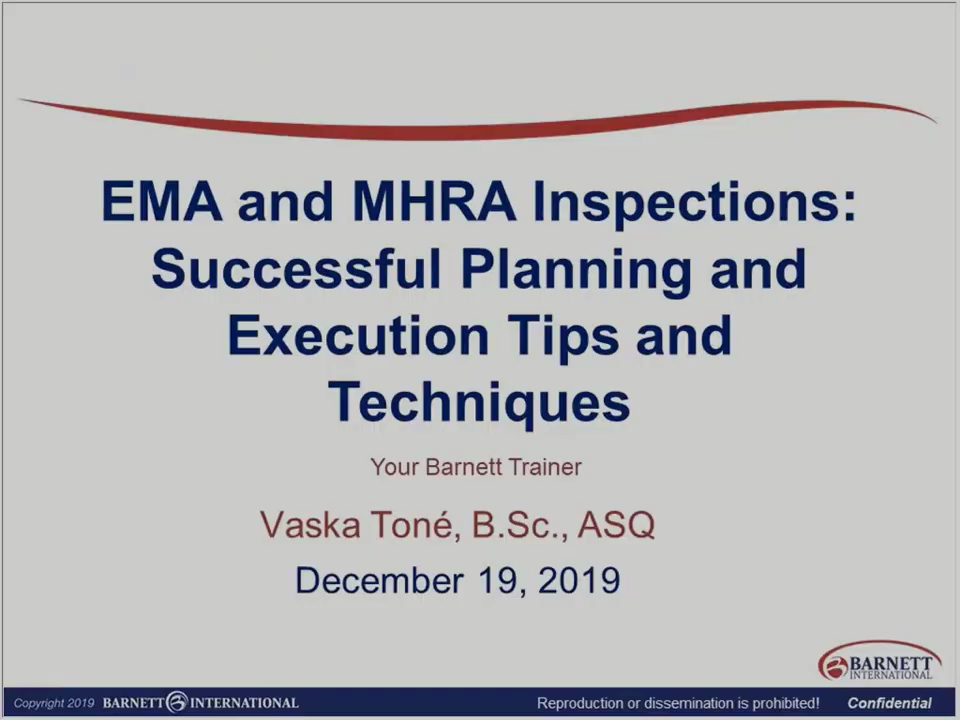 EMA and MHRA Inspections:
Successful Planning and
Execution Tips and
Techniques
Your Barnett Trainer
Vaska Toné, B.Sc., ASQ
December 19, 2019
BARNETT
INTERNATIONAL
Copyright 2019 BARNETT INTERNATIONAL Reproduction or dissemination is prohibited! Confidential